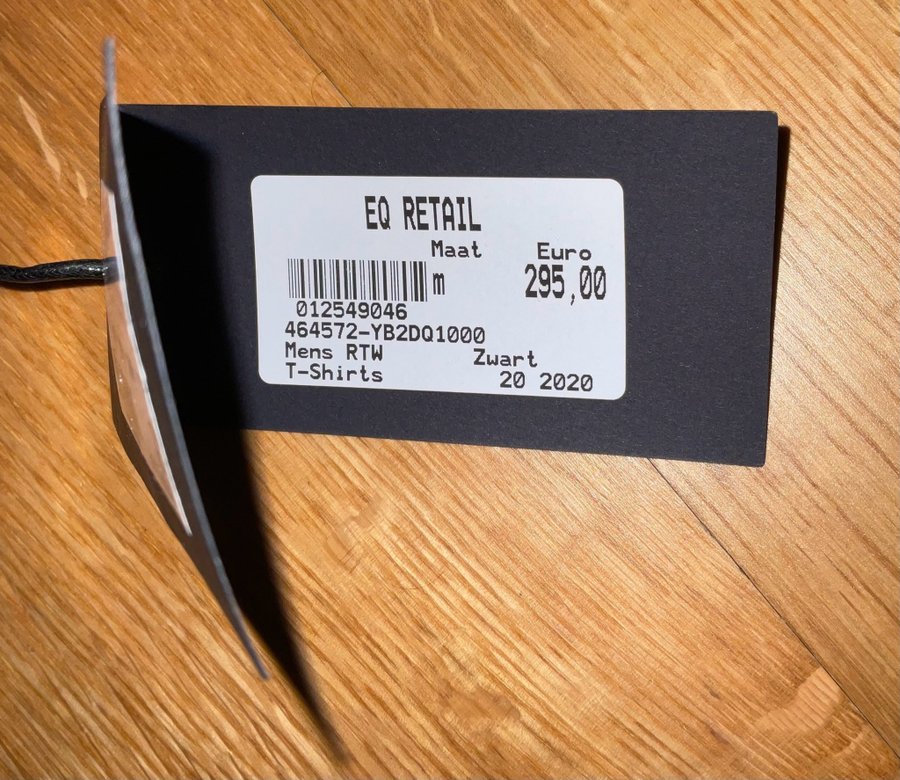 EQ RETAIL
Maat Euro
m 295,00
012549046
464572-YB2DQ1000
Mens RTW Zwart
T-Shirts 20 2020